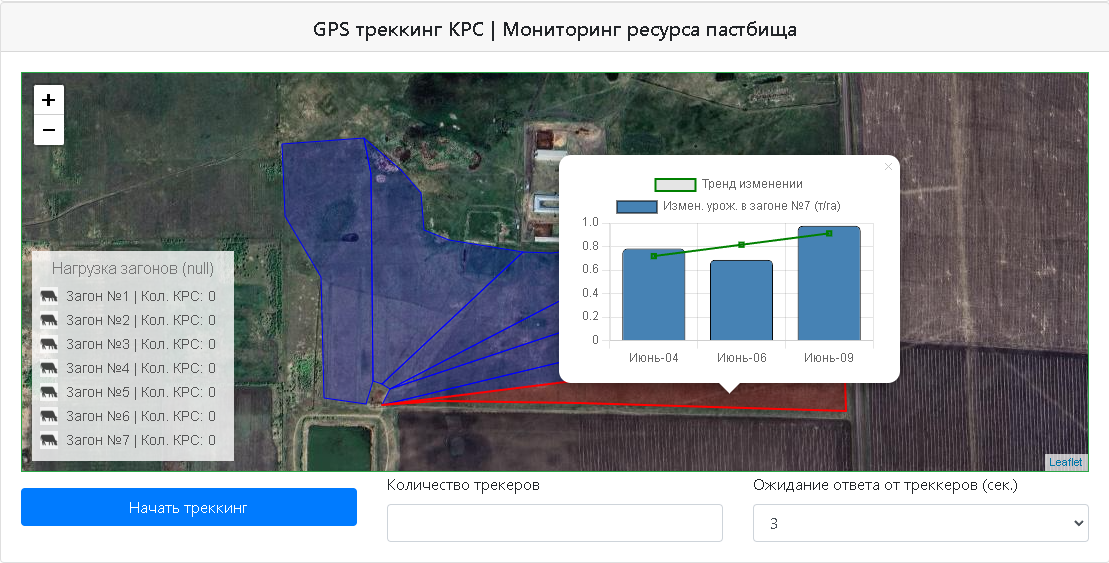 GPS треккинг КРС | Мониторинг ресурса пастбища
+
−
×
Тренд изменении
Измен. урож. в загоне №7 (т/га)
1.0
0.8
0.6
0.4
0.2
0
Июнь-04 Июнь-06 Июнь-09
Нагрузка загонов (null)
Загон №1 | Кол. КРС: 0
Загон №2 | Кол. КРС: 0
Загон №3 | Кол. КРС: 0
Загон №4 | Кол. КРС: 0
Загон №5 | Кол. КРС: 0
Загон №6 | Кол. КРС: 0
Загон №7 | Кол. КРС: 0
Leaflet
Начать треккинг
Количество трекеров
Ожидание ответа от треккеров (сек.)
3